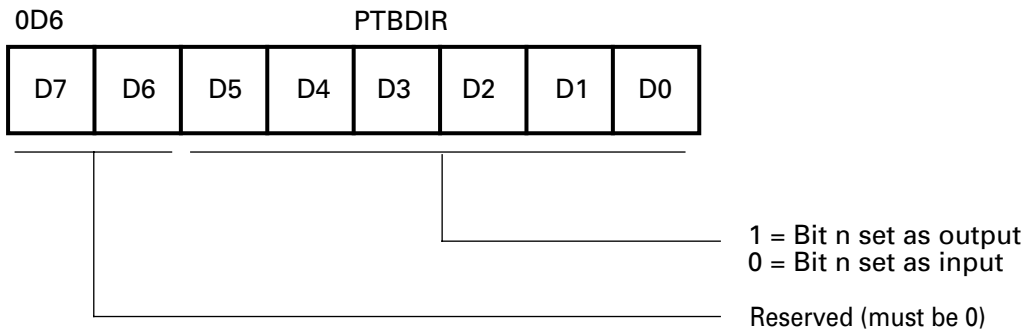 0D6 PTBDIR
D7 D6 D5 D4 D3 D2 D1 D0
1 = Bit n set as output
0 = Bit n set as input
Reserved (must be 0)